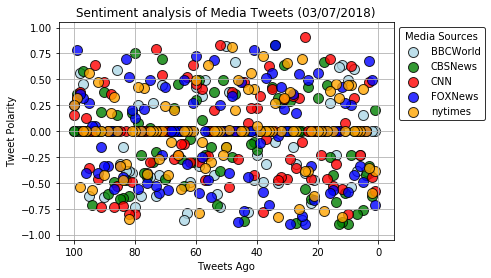 Sentiment analysis of Media Tweets (03/07/2018)
Media Sources
BBCWorld
CBSNews
CNN
FOXNews
nytimes
Tweet Polarity
1.00
0.75
0.50
0.25
0.00
−0.25
−0.50
−0.75
−1.00
100 80 60 40 20 0
Tweets Ago